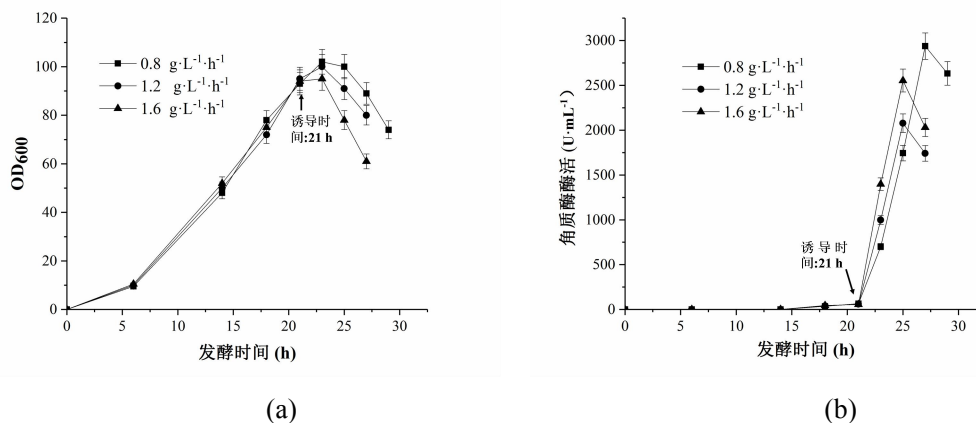 120
100
80
60
40
20
0
OD600
0.8 g·L-1·h-1
1.2 g·L-1·h-1
1.6 g·L-1·h-1
诱导时
间:21 h
0 5 10 15 20 25 30
发酵时间 (h)
(a)
3000
2500
2000
1500
1000
500
0
角质酶酶活 (U·mL-1)
0.8 g·L-1·h-1
1.2 g·L-1·h-1
1.6 g·L-1·h-1
诱导时
间:21 h
0 5 10 15 20 25 30
发酵时间 (h)
(b)